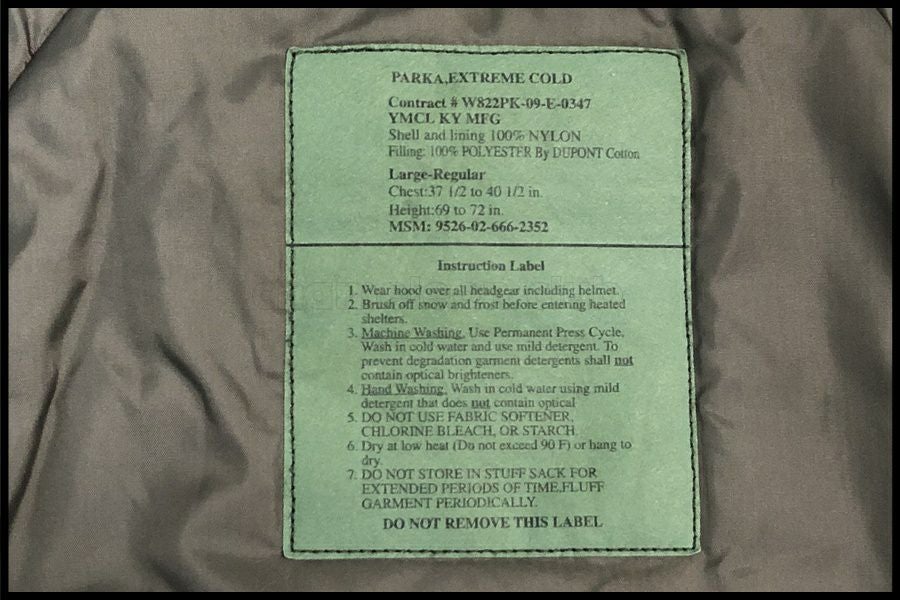 PARKA,EXTREME COLD
Contract # W822PK-09-E-0347
YMCL KY MFG
Shell and lining 100% NYLON
Filling: 100% POLYESTER By DUPONT Cotton
Large-Regular
Chest:37 1/2 to 40 1/2 in.
Height:69 to 72 in.
MSM: 9526-02-666-2352
Instruction Label
1. Wear hood over all headgear including helmet.
2. Brush off snow and frost before entering heated
shelters.
3. Machine Washing. Use Permanent Press Cycle.
Wash in cold water and use mild detergent. To
prevent degradation garment detergents shall not
contain optical brighteners.
4. Hand Washing. Wash in cold water using mild
detergent that does not contain optical
5. DO NOT USE FABRIC SOFTENER,
CHLORINE BLEACH, OR STARCH.
6. Dry at low heat (Do not exceed 90 F) or hang to
dry.
7. DO NOT STORE IN STUFF SACK FOR
EXTENDED PERIODS OF TIME,FLUFF
GARMENT PERIODICALLY.
DO NOT REMOVE THIS LABEL